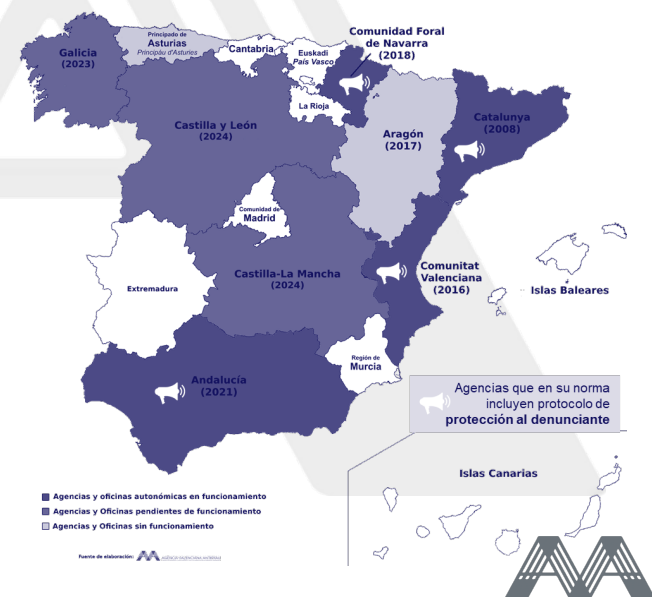 Comunidad Foral
de Navarra
(2018)
Principado de
Asturias
Principáu d'Asturies
Cantabria
Galicia
(2023)
Euskadi
País Vasco
La Rioja
Castilla y León
(2024)
Aragón
(2017)
Catalunya
(2008)
Comunidad de
Madrid
Castilla-La Mancha
(2024)
Comunitat
Valenciana
(2016)
Extremadura
Islas Baleares
Región de
Murcia
Andalucía
(2021)
Agencias que en su norma
incluyen protocolo de
protección al denunciante
Islas Canarias
Agencias y oficinas autonómicas en funcionamiento
Agencias y Oficinas pendientes de funcionamiento
Agencias y Oficinas sin funcionamiento
Fuente de elaboración: